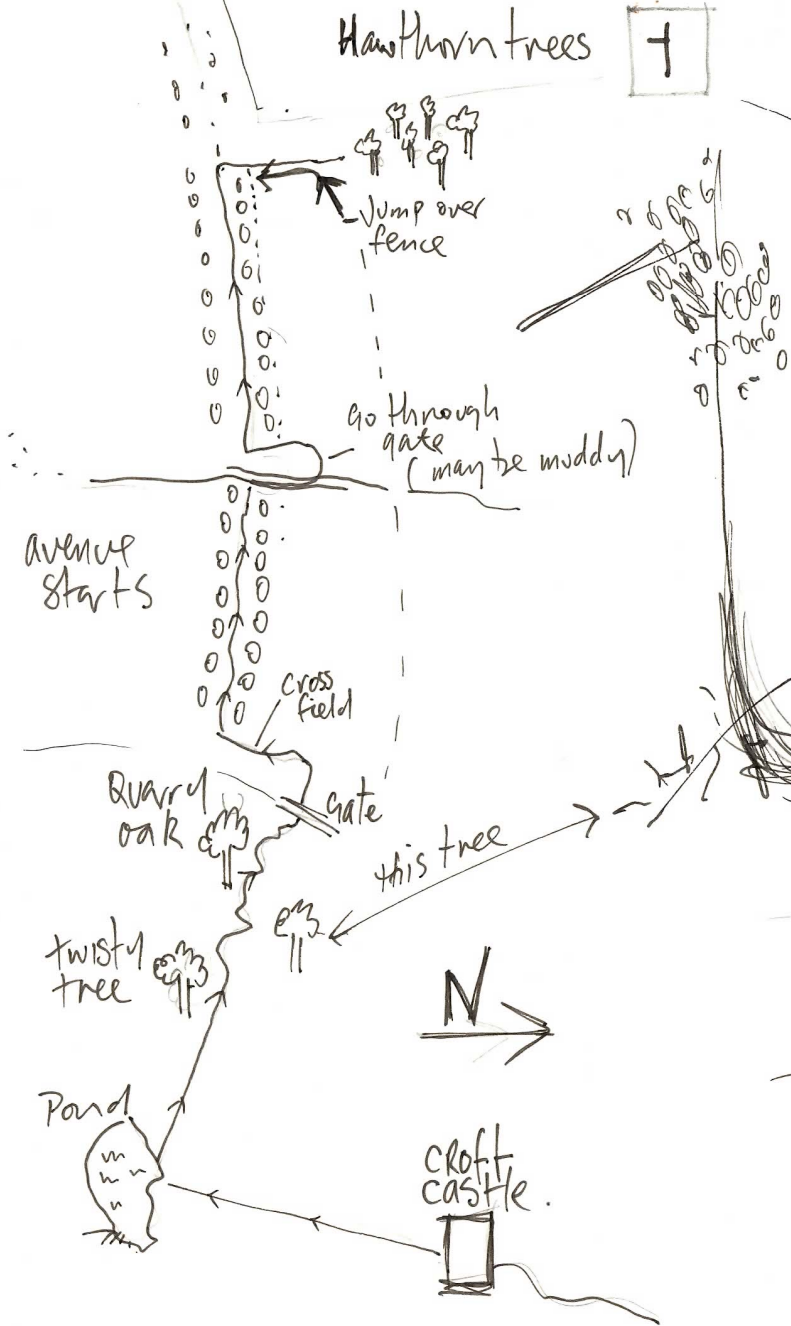 Hawthorn trees
1
Jump over
fence
Go through
gate
(may be muddy)
avenue
starts
cross
field
Quarry
oak
Gate
this tree
twisty
tree
N
Pond
Croft
Castle.